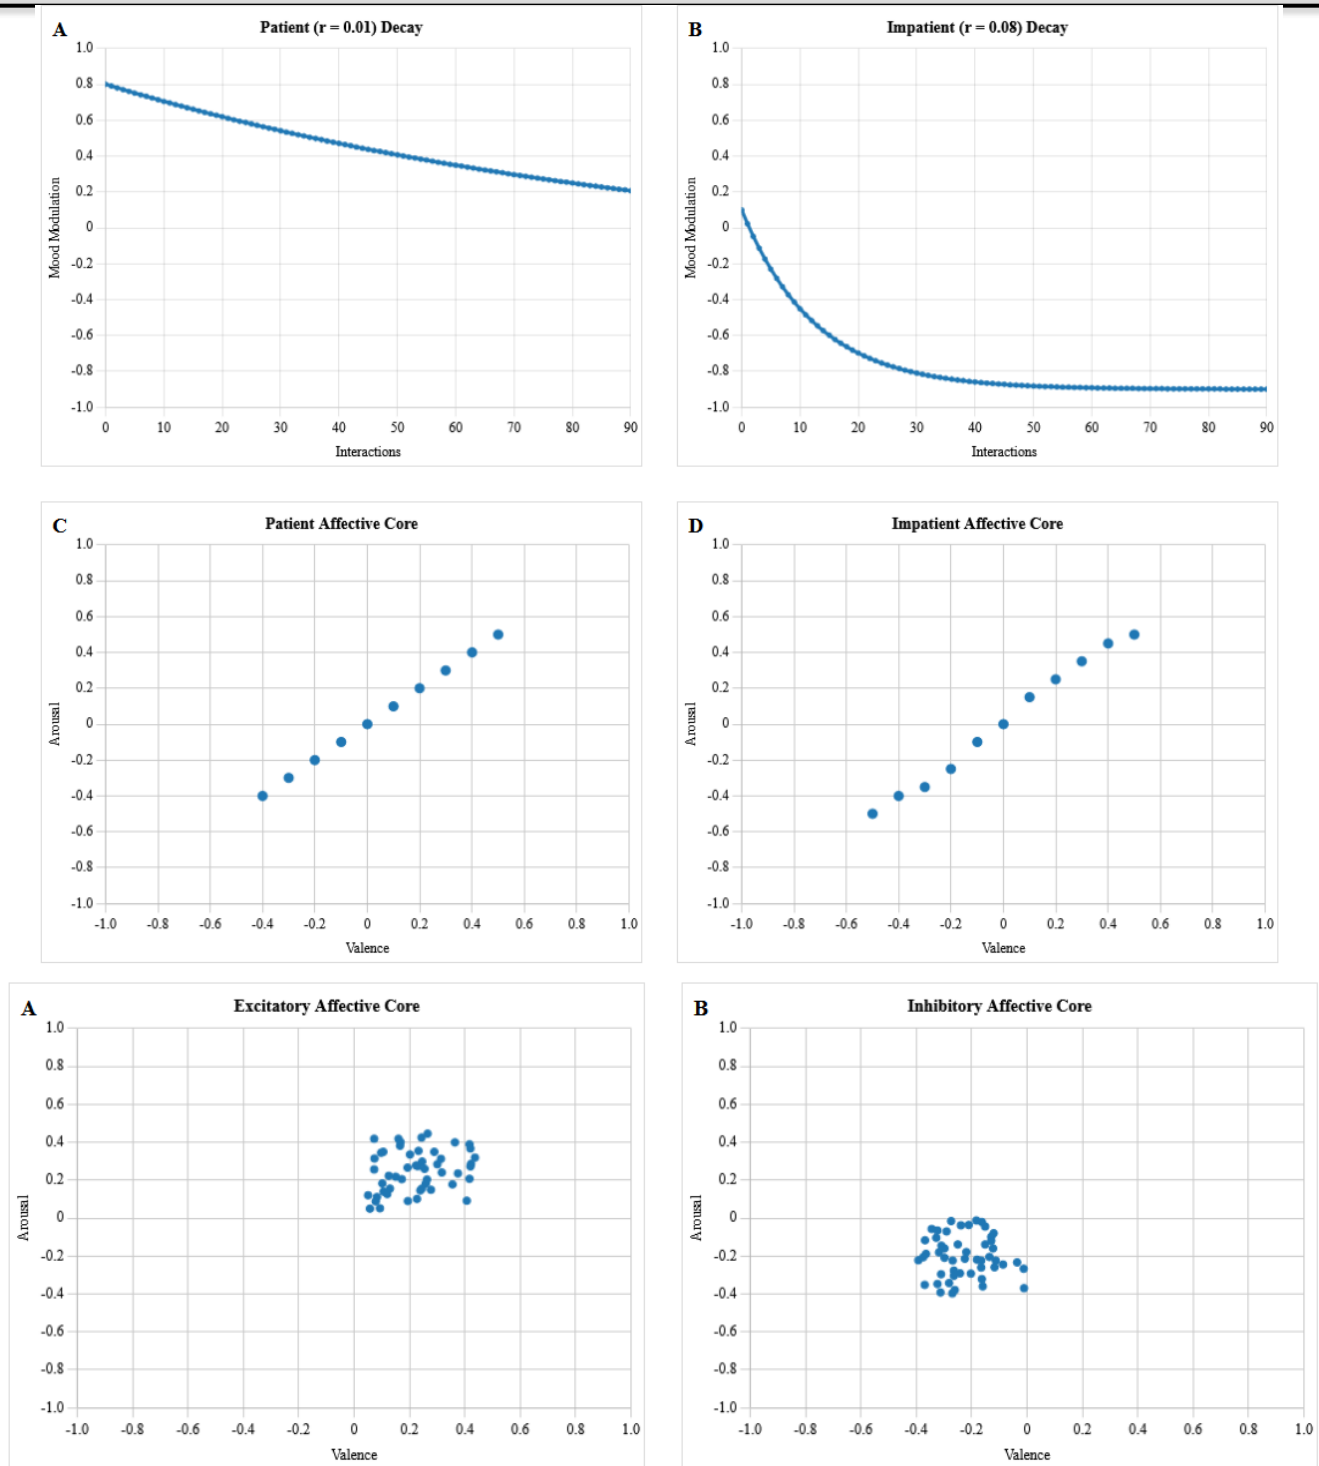 A
Patient (r = 0.01) Decay
1.0
0.8
0.6
0.4
0.2
0
-0.2
-0.4
-0.6
-0.8
-1.0
Mood Modulation
0 10 20 30 40 50 60 70 80 90
Interactions
B
Impatient (r = 0.08) Decay
1.0
0.8
0.6
0.4
0.2
0
-0.2
-0.4
-0.6
-0.8
-1.0
Mood Modulation
0 10 20 30 40 50 60 70 80 90
Interactions
C
Patient Affective Core
1.0
0.8
0.6
0.4
0.2
0
-0.2
-0.4
-0.6
-0.8
-1.0
Arousal
-1.0 -0.8 -0.6 -0.4 -0.2 0 0.2 0.4 0.6 0.8 1.0
Valence
D
Impatient Affective Core
1.0
0.8
0.6
0.4
0.2
0
-0.2
-0.4
-0.6
-0.8
-1.0
Arousal
-1.0 -0.8 -0.6 -0.4 -0.2 0 0.2 0.4 0.6 0.8 1.0
Valence
A
Excitatory Affective Core
1.0
0.8
0.6
0.4
0.2
0
-0.2
-0.4
-0.6
-0.8
-1.0
Arousal
-1.0 -0.8 -0.6 -0.4 -0.2 0 0.2 0.4 0.6 0.8 1.0
Valence
B
Inhibitory Affective Core
1.0
0.8
0.6
0.4
0.2
0
-0.2
-0.4
-0.6
-0.8
-1.0
Arousal
-1.0 -0.8 -0.6 -0.4 -0.2 0 0.2 0.4 0.6 0.8 1.0
Valence